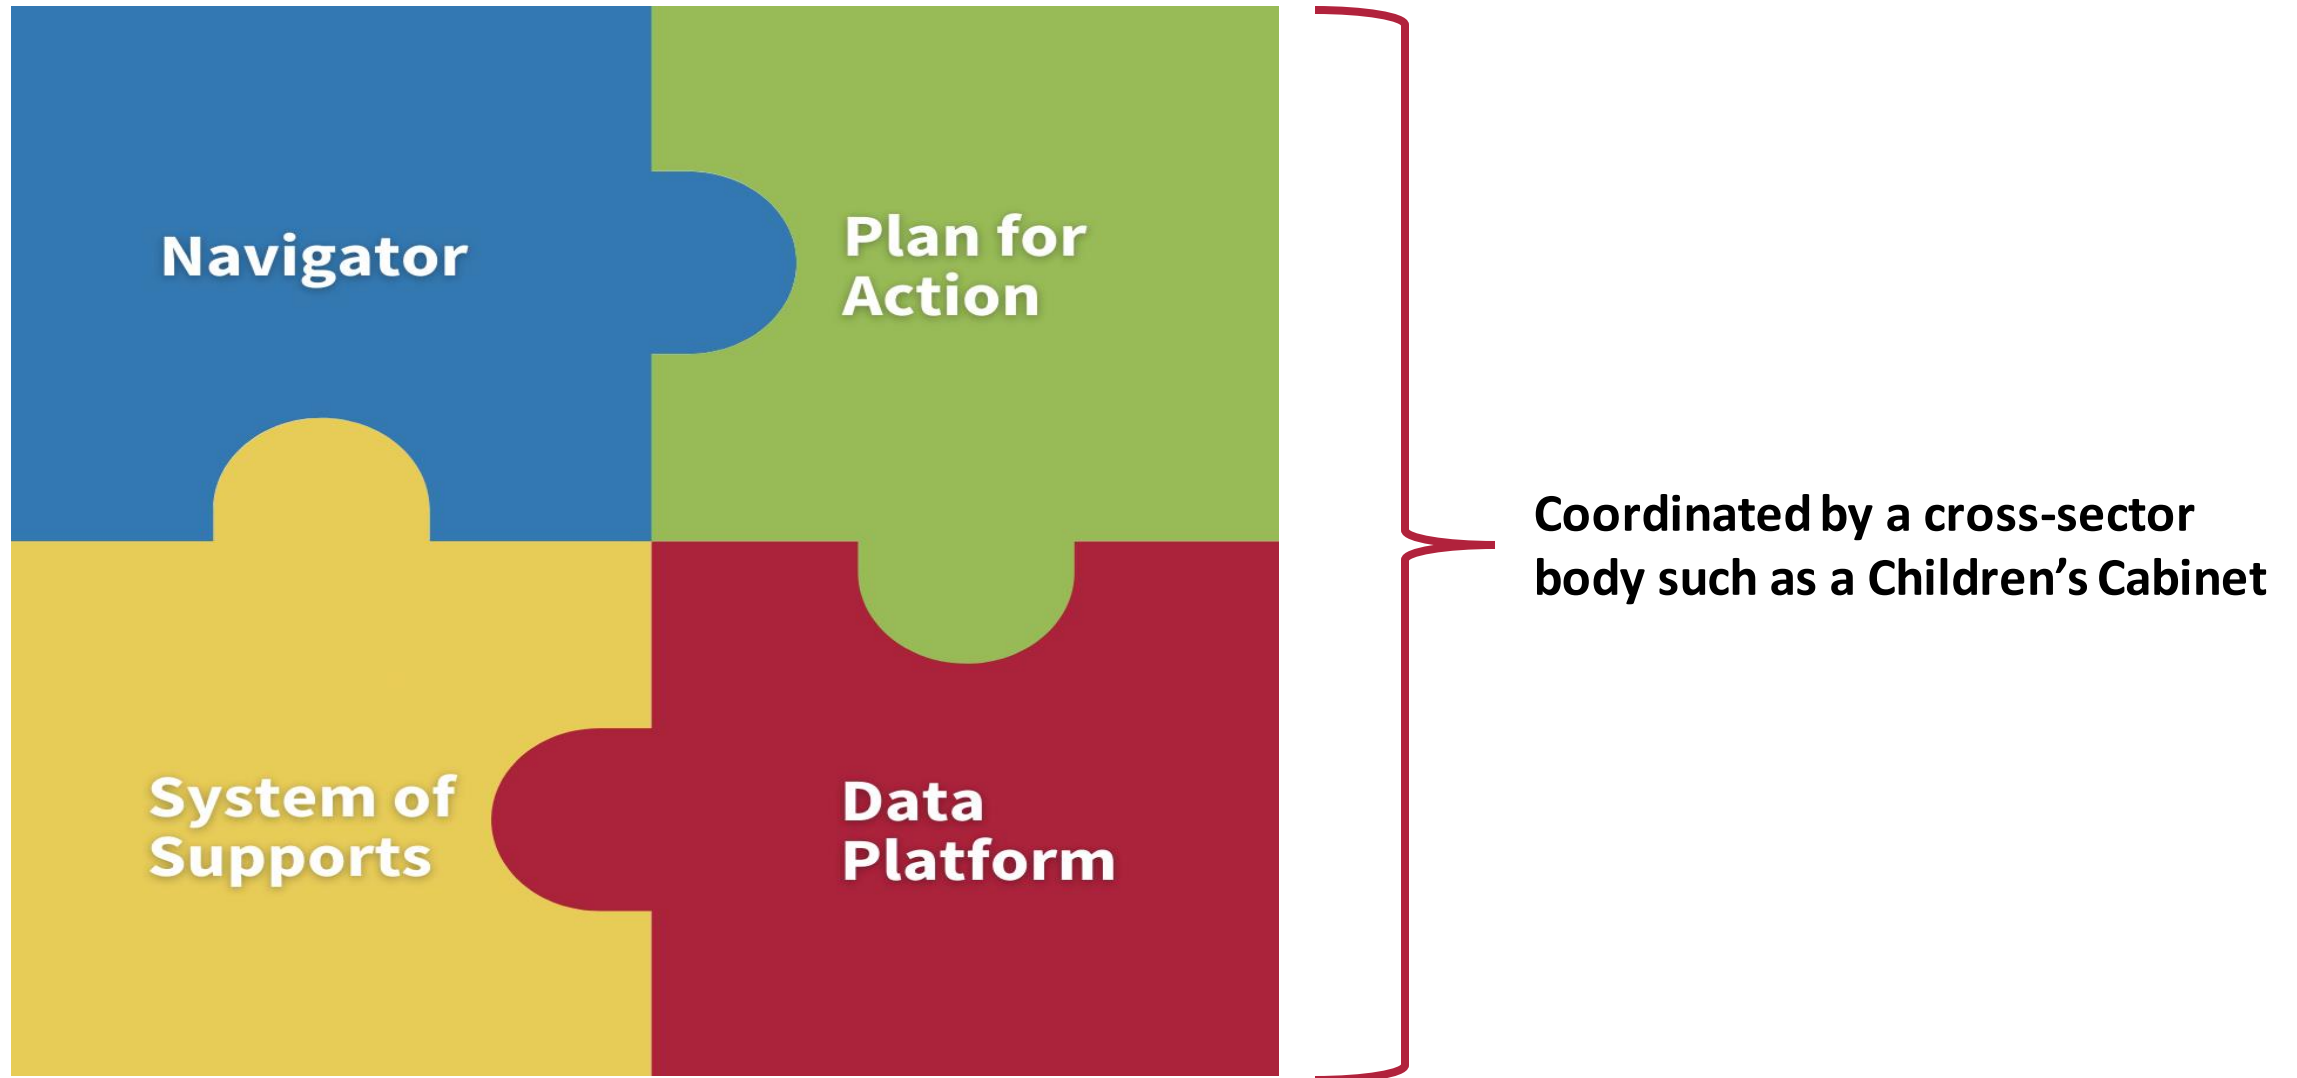 Navigator
Plan for
Action
System of
Supports
Data
Platform
Coordinated by a cross-sector
body such as a Children’s Cabinet